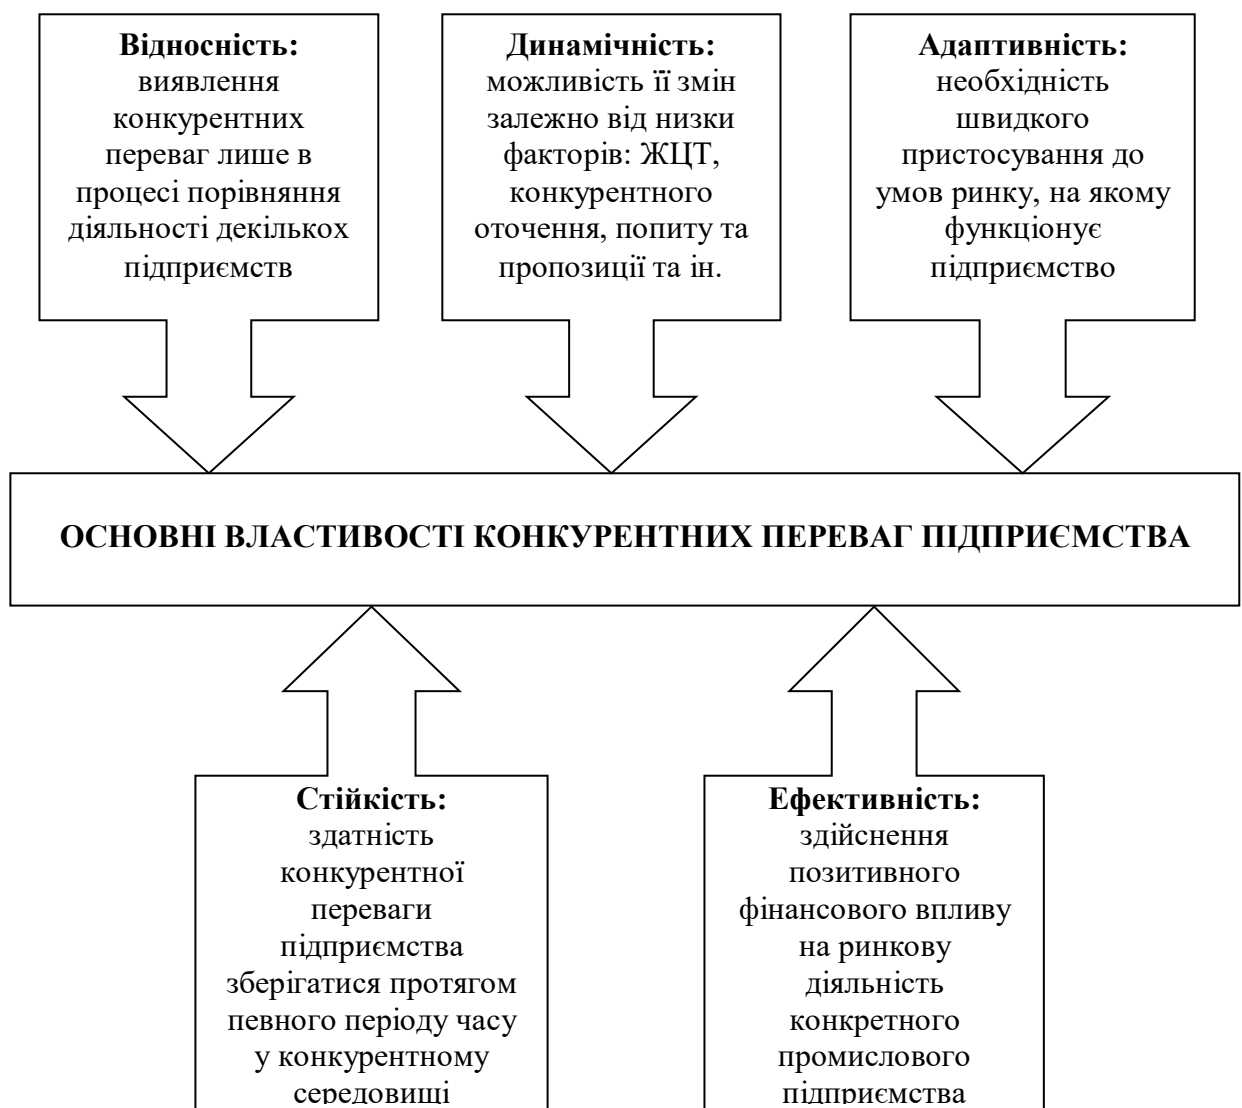 Відносність:
виявлення
конкурентних
переваг лише в
процесі порівняння
діяльності декількох
підприємств
Динамічність:
можливість її змін
залежно від низки
факторів: ЖЦТ,
конкурентного
оточення, попиту та
пропозиції та ін.
Адаптивність:
необхідність
швидкого
пристосування до
умов ринку, на якому
функціонує
підприємство
ОСНОВНІ ВЛАСТИВОСТІ КОНКУРЕНТНИХ ПЕРЕВАГ ПІДПРИЄМСТВА
Стійкість:
здатність
конкурентної
переваги
підприємства
зберігатися протягом
певного періоду часу
у конкурентному
середовищі
Ефективність:
здійснення
позитивного
фінансового впливу
на ринкову
діяльність
конкретного
промислового
підприємства